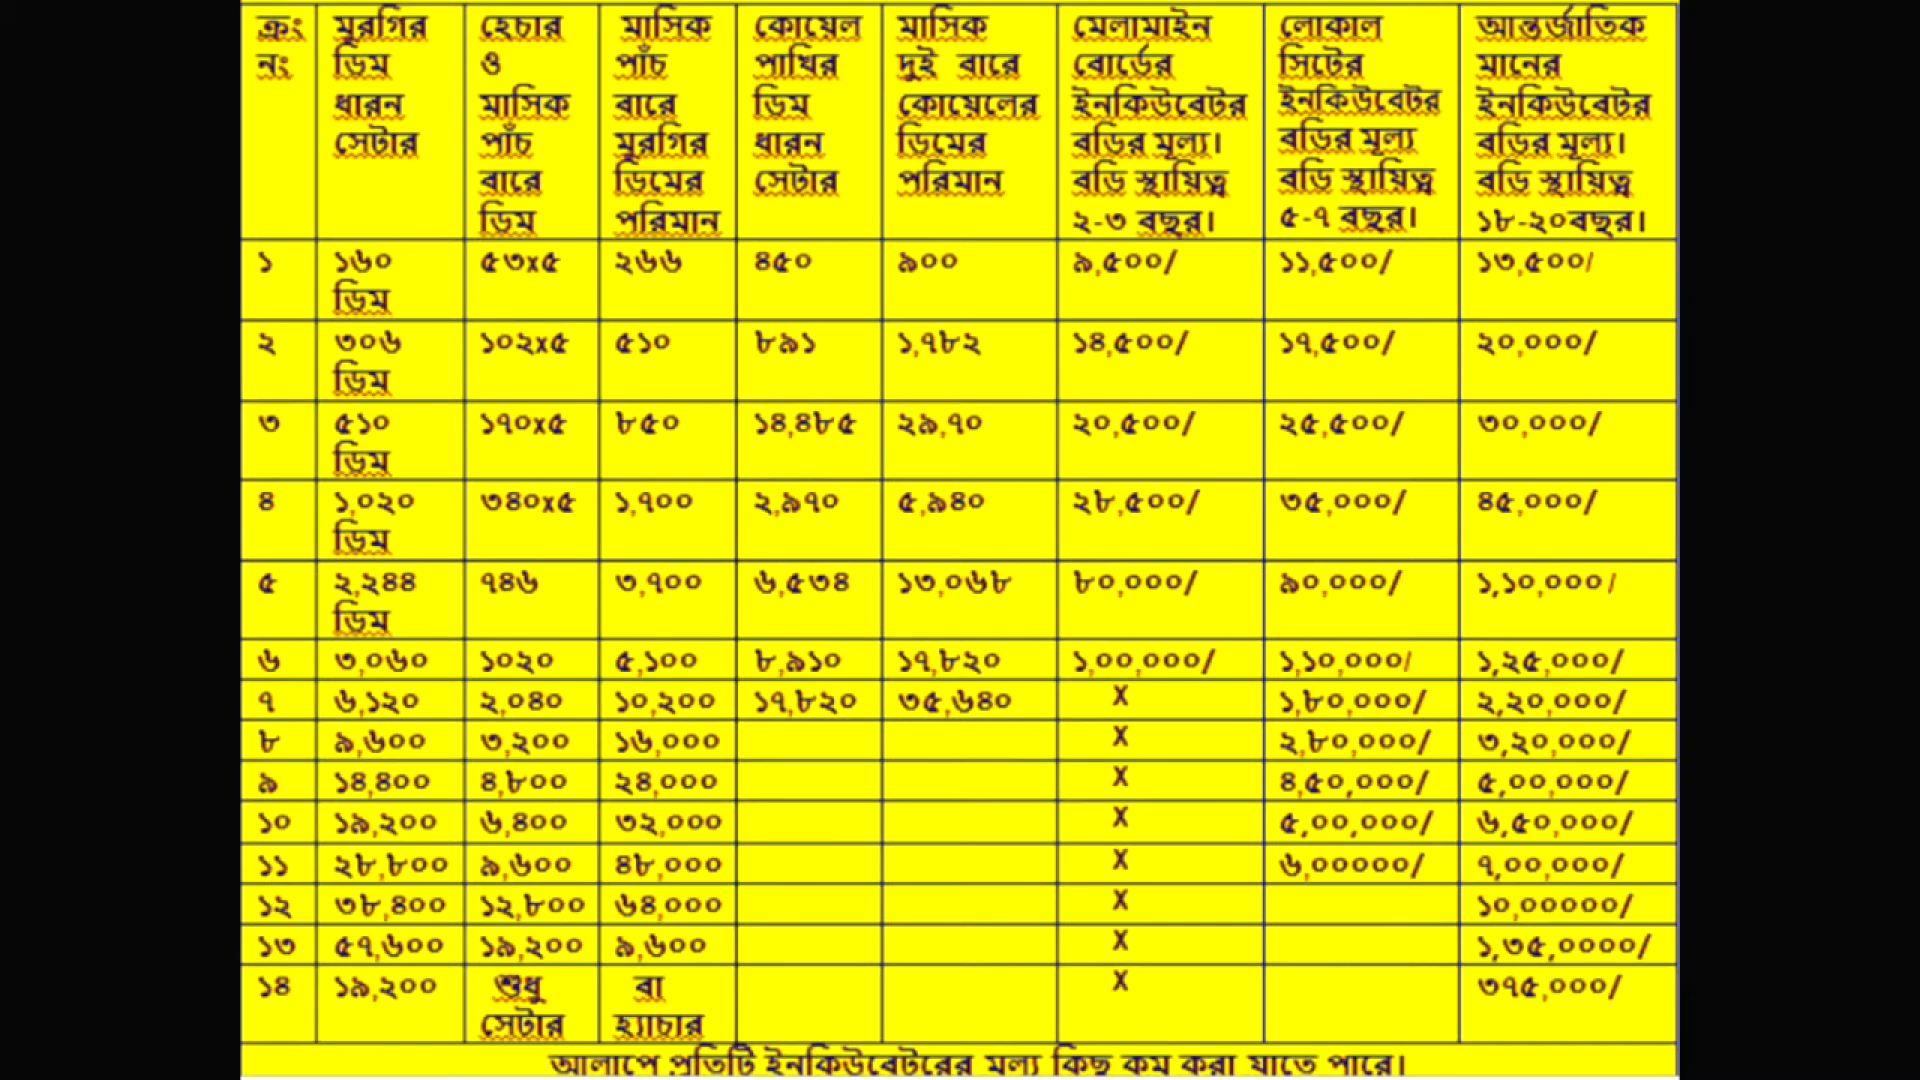 ক্রং নং | মুরগির ডিম ধারন সেটার | হেচার ও মাসিক পাঁচ বারে ডিম | মাসিক পাঁচ বারে মুরগির ডিমের পরিমান | কোয়েল পাখির ডিম ধারন সেটার | মাসিক দুই বারে কোয়েলের ডিমের পরিমান | মেলামাইন বোর্ডের ইনকিউবেটর বডির মূল্য। বডি স্থায়িত্ব ২-৩ বছর। | লোকাল সিটের ইনকিউবেটর বডির মূল্য বডি স্থায়িত্ব ৫-৭ বছর। | আন্তর্জাতিক মানের ইনকিউবেটর বডির মূল্য। বডি স্থায়িত্ব ১৮-২০বছর।
১ | ১৬০ ডিম | ৫৩x৫ | ২৬৬ | ৪৫০ | ৯০০ | ৯,৫০০/ | ১১,৫০০/ | ১৩,৫০০/
২ | ৩০৬ ডিম | ১০২x৫ | ৫১০ | ৮৯১ | ১,৭৮২ | ১৪,৫০০/ | ১৭,৫০০/ | ২০,০০০/
৩ | ৫১০ ডিম | ১৭০x৫ | ৮৫০ | ১৪,৪৮৫ | ২৯,৭০ | ২০,৫০০/ | ২৫,৫০০/ | ৩০,০০০/
৪ | ১,০২০ ডিম | ৩৪০x৫ | ১,৭০০ | ২,৯৭০ | ৫,৯৪০ | ২৮,৫০০/ | ৩৫,০০০/ | ৪৫,০০০/
৫ | ২,২৪৪ ডিম | ৭৪৬ | ৩,৭০০ | ৬,৫৩৪ | ১৩,০৬৮ | ৮০,০০০/ | ৯০,০০০/ | ১,১০,০০০/
৬ | ৩,০৬০ | ১০২০ | ৫,১০০ | ৮,৯১০ | ১৭,৮২০ | ১,০০,০০০/ | ১,১০,০০০/ | ১,২৫,০০০/
৭ | ৬,১২০ | ২,০৪০ | ১০,২০০ | ১৭,৮২০ | ৩৫,৬৪০ | X | ১,৮০,০০০/ | ২,২০,০০০/
৮ | ৯,৬০০ | ৩,২০০ | ১৬,০০০ | X | ২,৮০,০০০/ | ৩,২০,০০০/
৯ | ১৪,৪০০ | ৪,৮০০ | ২৪,০০০ | X | ৪,৫০,০০০/ | ৫,০০,০০০/
১০ | ১৯,২০০ | ৬,৪০০ | ৩২,০০০ | X | ৫,০০,০০০/ | ৬,৫০,০০০/
১১ | ২৮,৮০০ | ৯,৬০০ | ৪৮,০০০ | X | ৬,০০০০০/ | ৭,০০,০০০/
১২ | ৩৮,৪০০ | ১২,৮০০ | ৬৪,০০০ | X | ১০,০০০০০/
১৩ | ৫৭,৬০০ | ১৯,২০০ | ৯,৬০০ | X | ১,৩৫,০০০০/
১৪ | ১৯,২০০ | শুধু সেটার | বা হ্যাচার | X | ৩৭৫,০০০/
আলাপে প্রতিটি ইনকিউবেটরের মূল্য কিছু কম করা যাতে পারে।